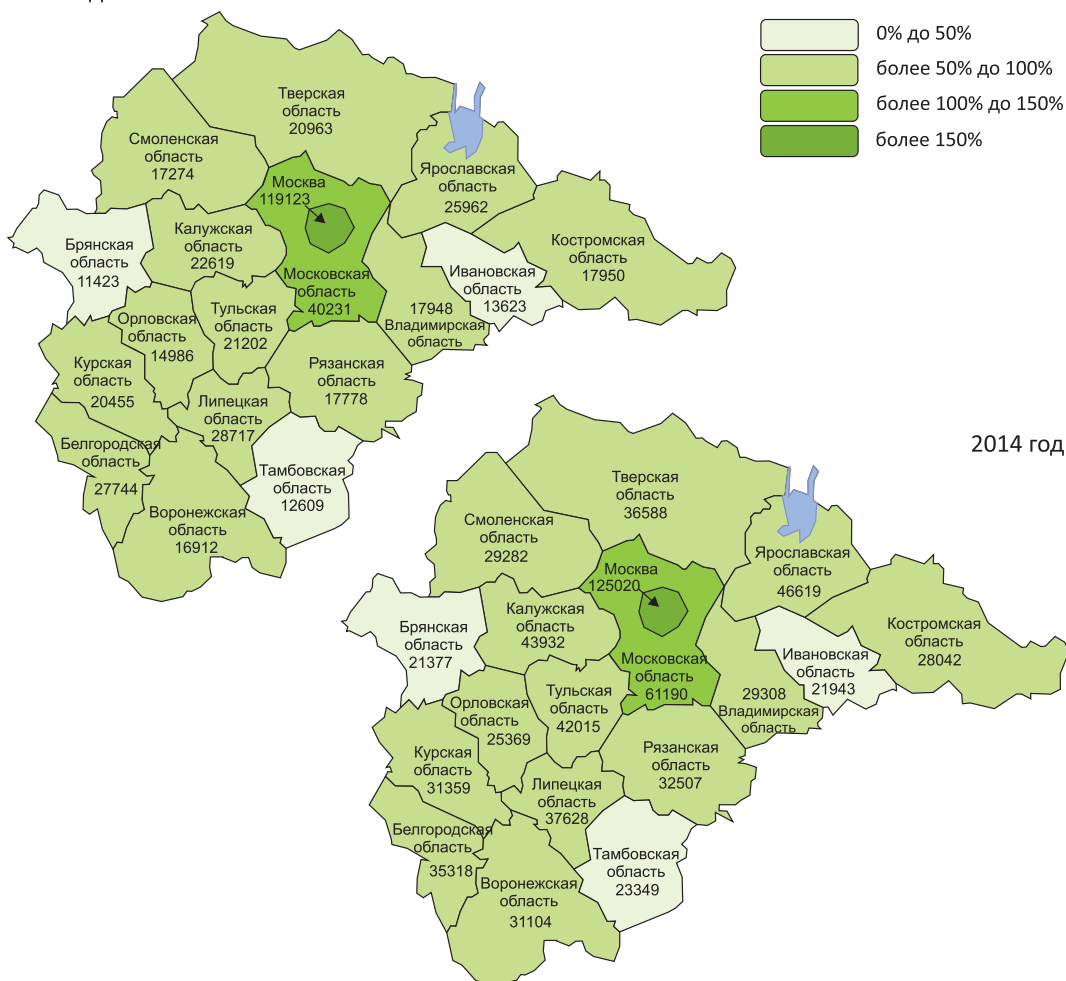 0% до 50%
более 50% до 100%
более 100% до 150%
более 150%
Тверская
область
20963
Смоленская
область
17274
Москва
119123
Ярославская
область
25962
Брянская
область
11423
Калужская
область
22619
Костромская
область
17950
Ивановская
область
13623
Московская
область
40231
17948
Владимирская
область
Орловская
область
14986
Тульская
область
21202
Курская
область
20455
Рязанская
область
17778
Липецкая
область
28717
Белгородская
область
27744
Тамбовская
область
12609
Воронежская
область
16912
2014 год
Тверская
область
36588
Смоленская
область
29282
Москва
125020
Ярославская
область
46619
Брянская
область
21377
Калужская
область
43932
Костромская
область
28042
Ивановская
область
21943
Московская
область
61190
29308
Владимирская
область
Орловская
область
25369
Тульская
область
42015
Курская
область
31359
Рязанская
область
32507
Липецкая
область
37628
Белгородская
область
35318
Тамбовская
область
23349
Воронежская
область
31104